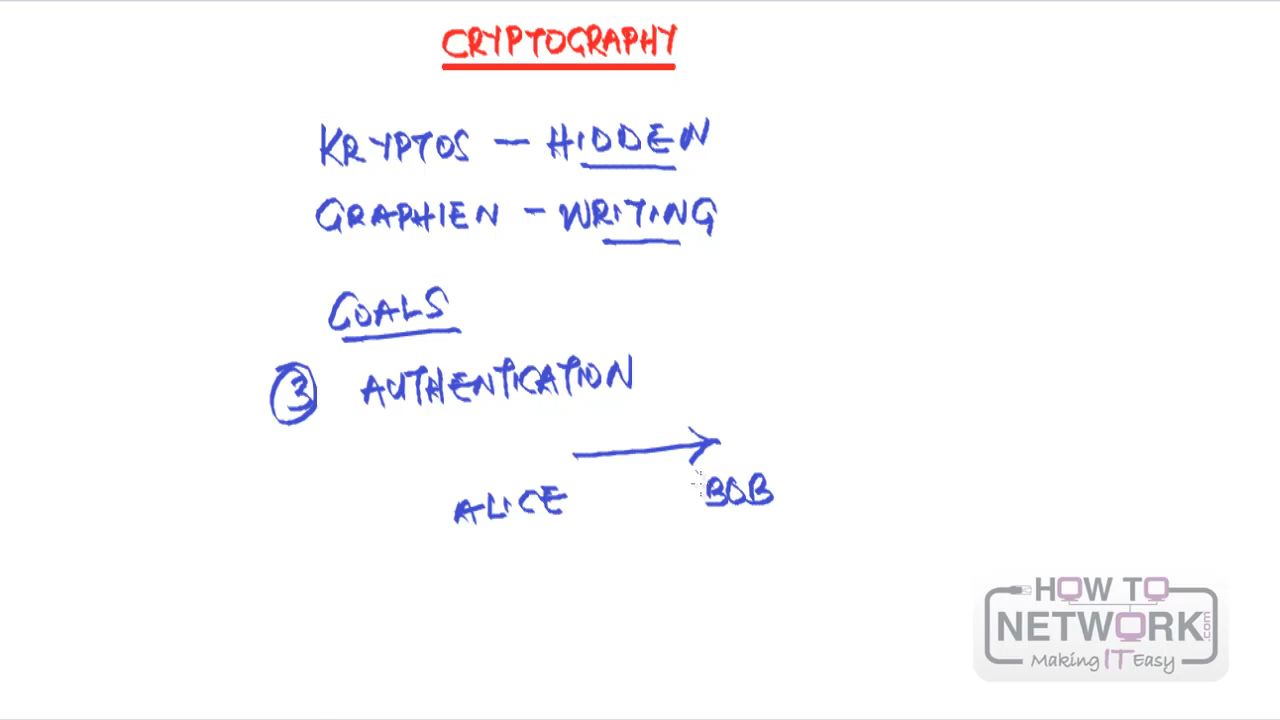 CRYPTOGRAPHY
KRYPTOS – HIDDEN
GRAPHIEN – WRITING
GOALS
3 AUTHENTICATION
ALICE BOB
HOW TO
NETWORK.com
Making IT Easy